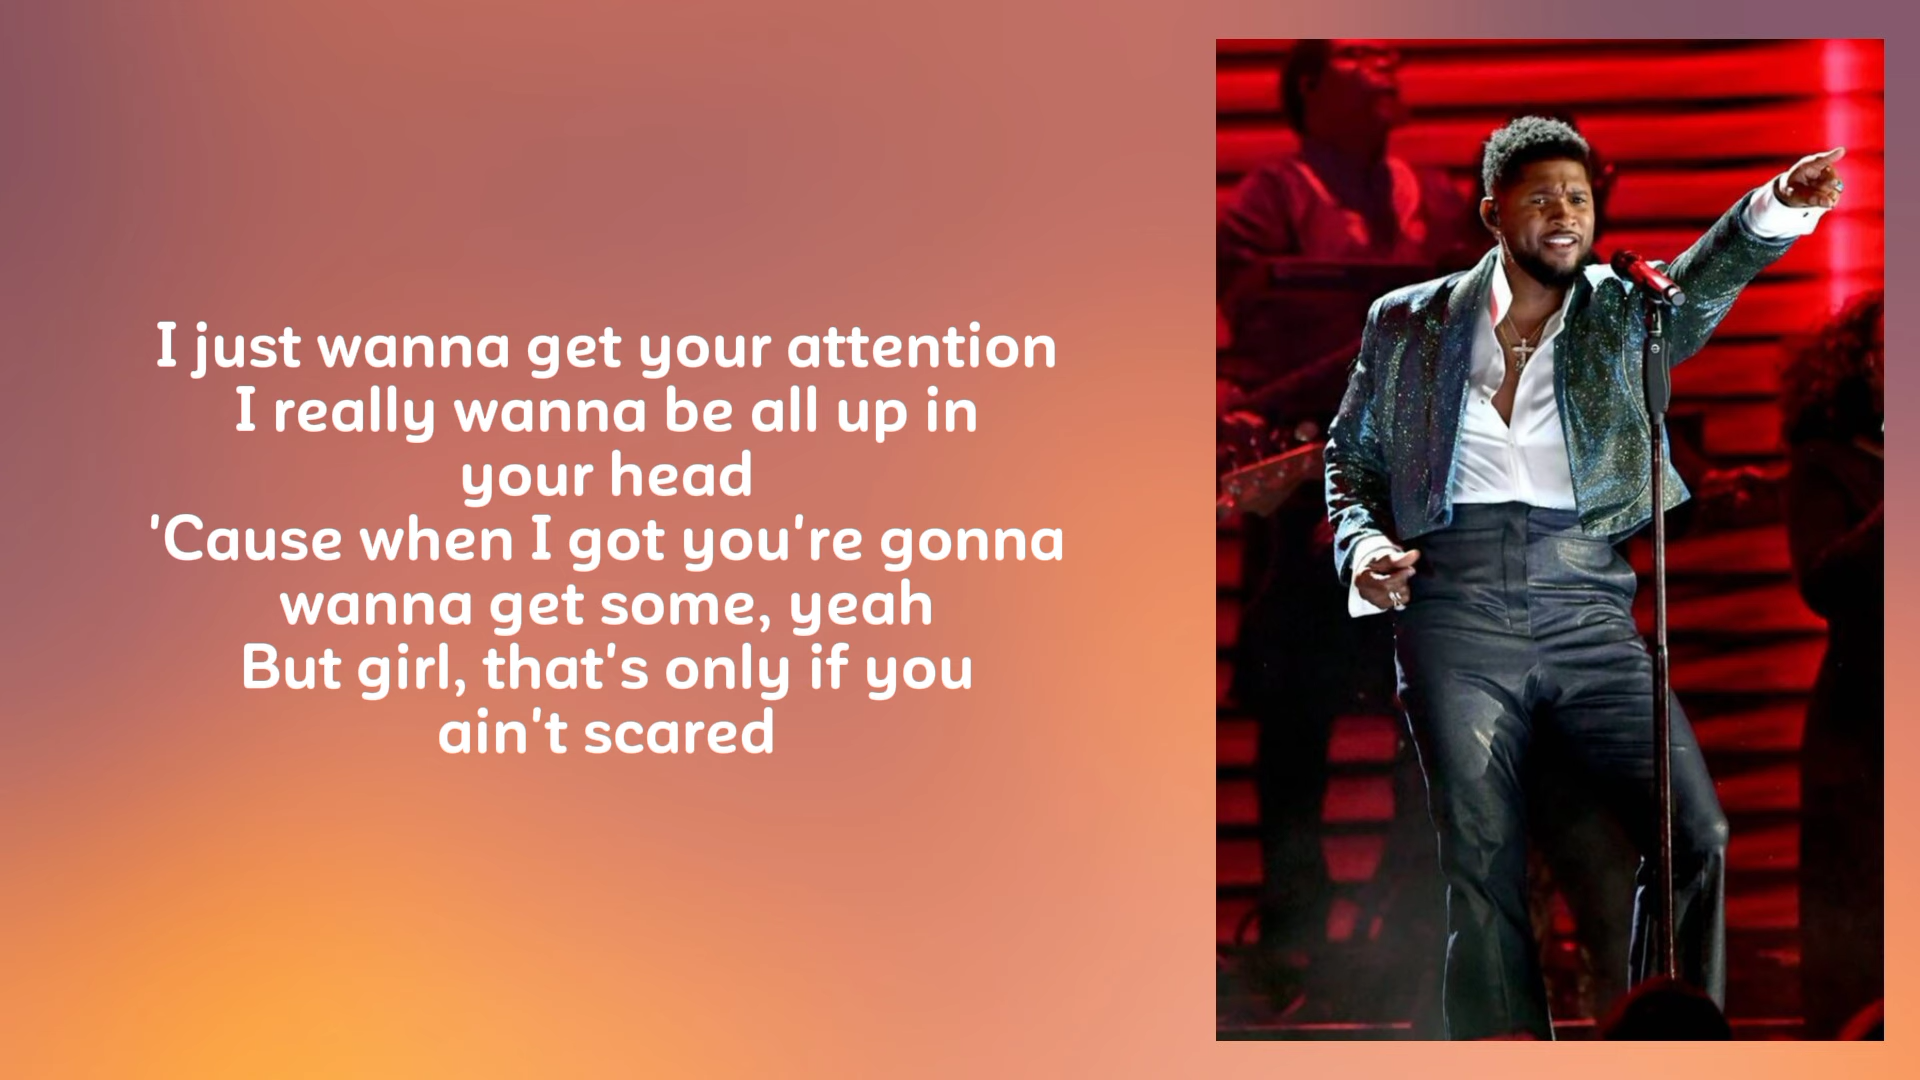 I just wanna get your attention
I really wanna be all up in
your head
'Cause when I got you're gonna
wanna get some, yeah
But girl, that's only if you
ain't scared